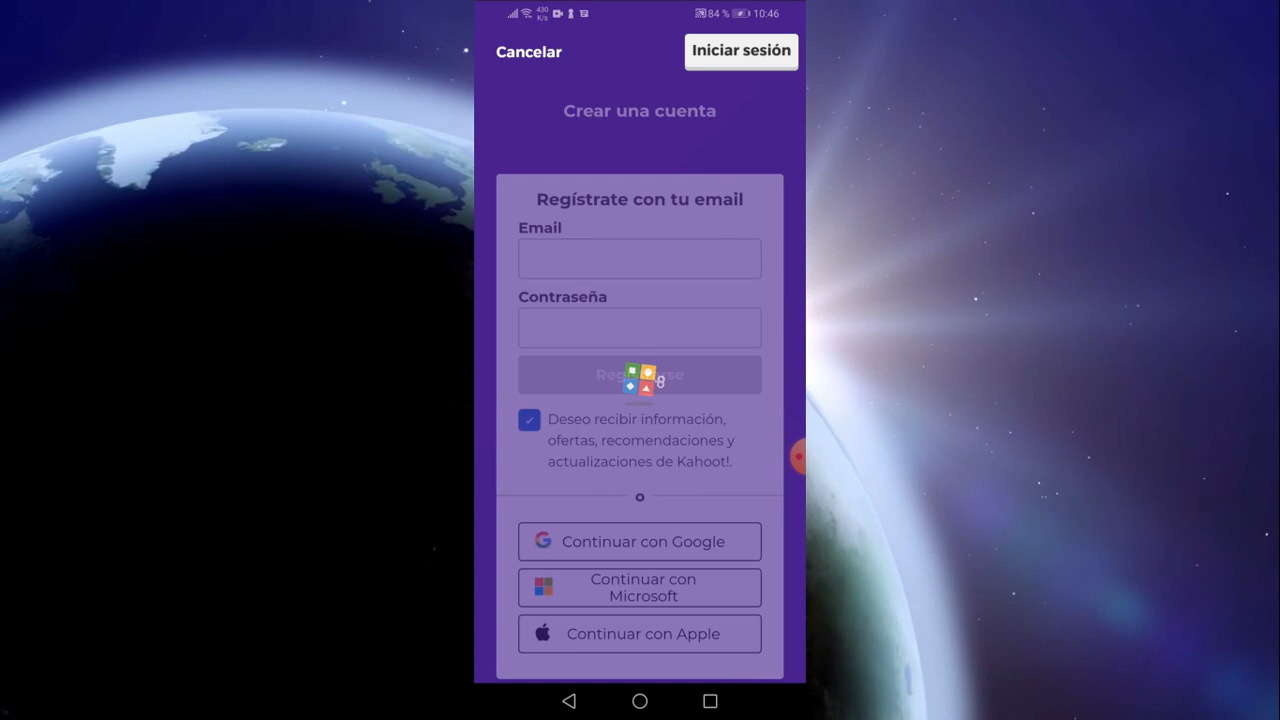 430
K/s
84 %
10:46
Cancelar
Iniciar sesión
Crear una cuenta
Regístrate con tu email
Email
Contraseña
Deseo recibir información,
ofertas, recomendaciones y
actualizaciones de Kahoot!.
o
Continuar con Google
Continuar con
Microsoft
Continuar con Apple